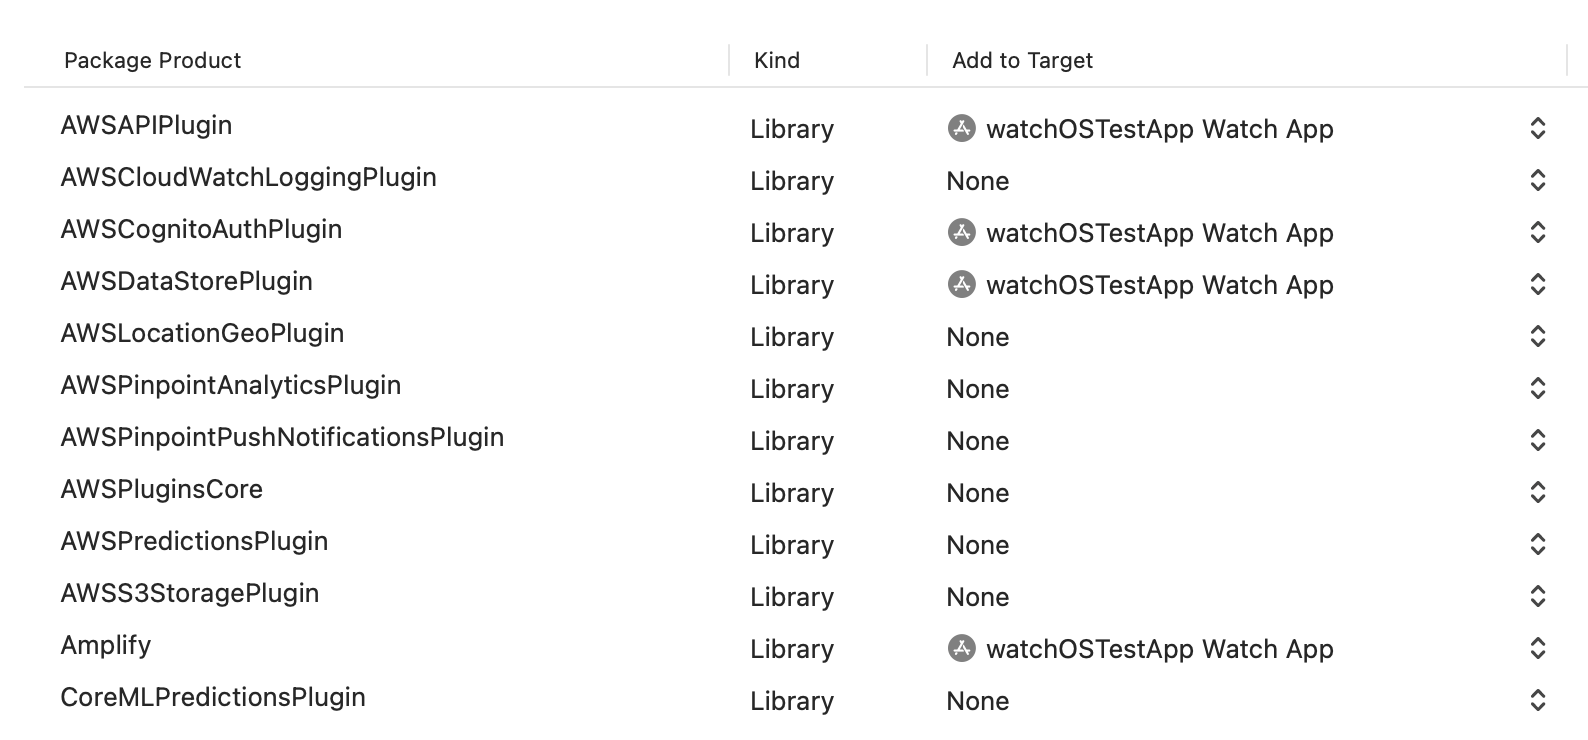 Package Product Kind Add to Target
AWSAPIPlugin Library watchOSTestApp Watch App
AWSCloudWatchLoggingPlugin Library None
AWSCognitoAuthPlugin Library watchOSTestApp Watch App
AWSDataStorePlugin Library watchOSTestApp Watch App
AWSLocationGeoPlugin Library None
AWSPinpointAnalyticsPlugin Library None
AWSPinpointPushNotificationsPlugin Library None
AWSPluginsCore Library None
AWSPredictionsPlugin Library None
AWSS3StoragePlugin Library None
Amplify Library watchOSTestApp Watch App
CoreMLPredictionsPlugin Library None